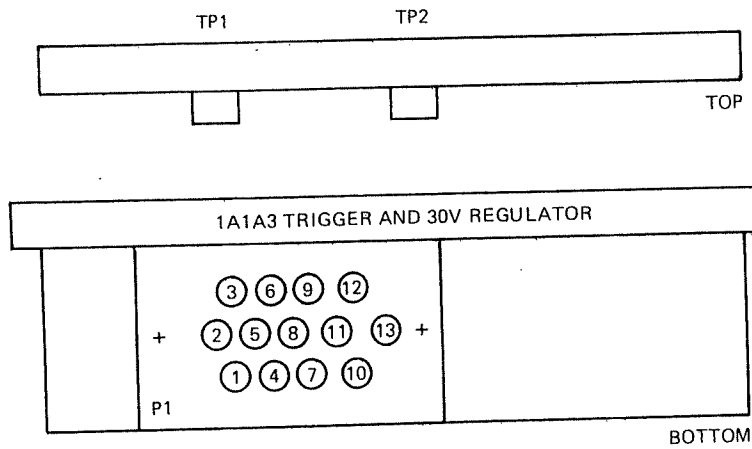 TP1 TP2
TOP
1A1A3 TRIGGER AND 30V REGULATOR
3 6 9 12
+ 2 5 8 11 13 +
1 4 7 10
P1
BOTTOM